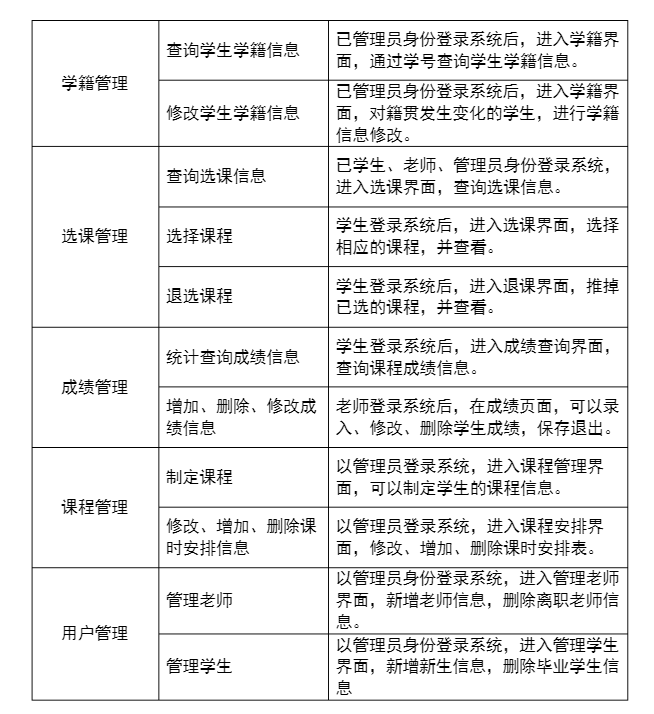 学籍管理
查询学生学籍信息
已管理员身份登录系统后，进入学籍界
面，通过学号查询学生学籍信息。
修改学生学籍信息
已管理员身份登录系统后，进入学籍界
面，对籍贯发生变化的学生，进行学籍
信息修改。
选课管理
查询选课信息
已学生、老师、管理员身份登录系统，
进入选课界面，查询选课信息。
选择课程
学生登录系统后，进入选课界面，选择
相应的课程，并查看。
退选课程
学生登录系统后，进入退课界面，推掉
已选的课程，并查看。
成绩管理
统计查询成绩信息
学生登录系统后，进入成绩查询界面，
查询课程成绩信息。
增加、删除、修改成
绩信息
老师登录系统后，在成绩页面，可以录
入、修改、删除学生成绩，保存退出。
课程管理
制定课程
以管理员登录系统，进入课程管理界
面，可以制定学生的课程信息。
修改、增加、删除课
时安排信息
以管理员登录系统，进入课程安排界
面，修改、增加、删除课时安排表。
用户管理
管理老师
以管理员身份登录系统，进入管理老师
界面，新增老师信息，删除离职老师信
息。
管理学生
以管理员身份登录系统，进入管理学生
界面，新增新生信息，删除毕业学生信
息